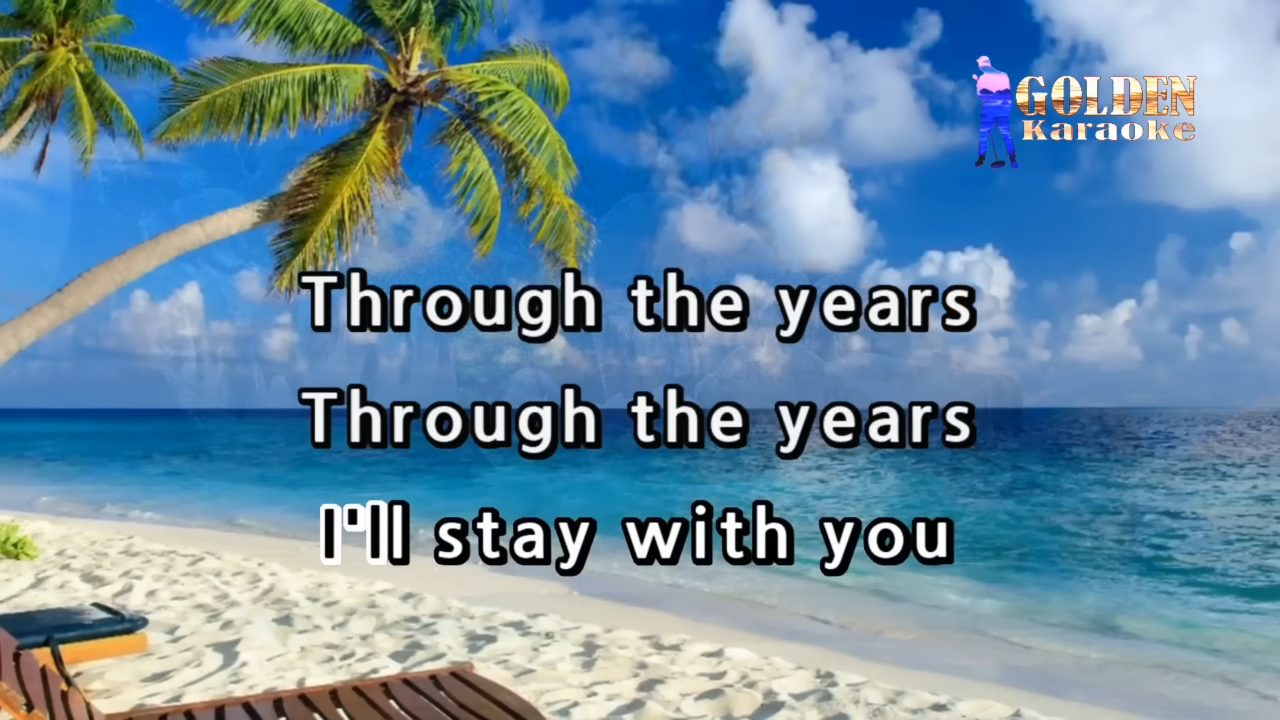 GOLDEN
Karaoke
Through the years
Through the years
I'll stay with you